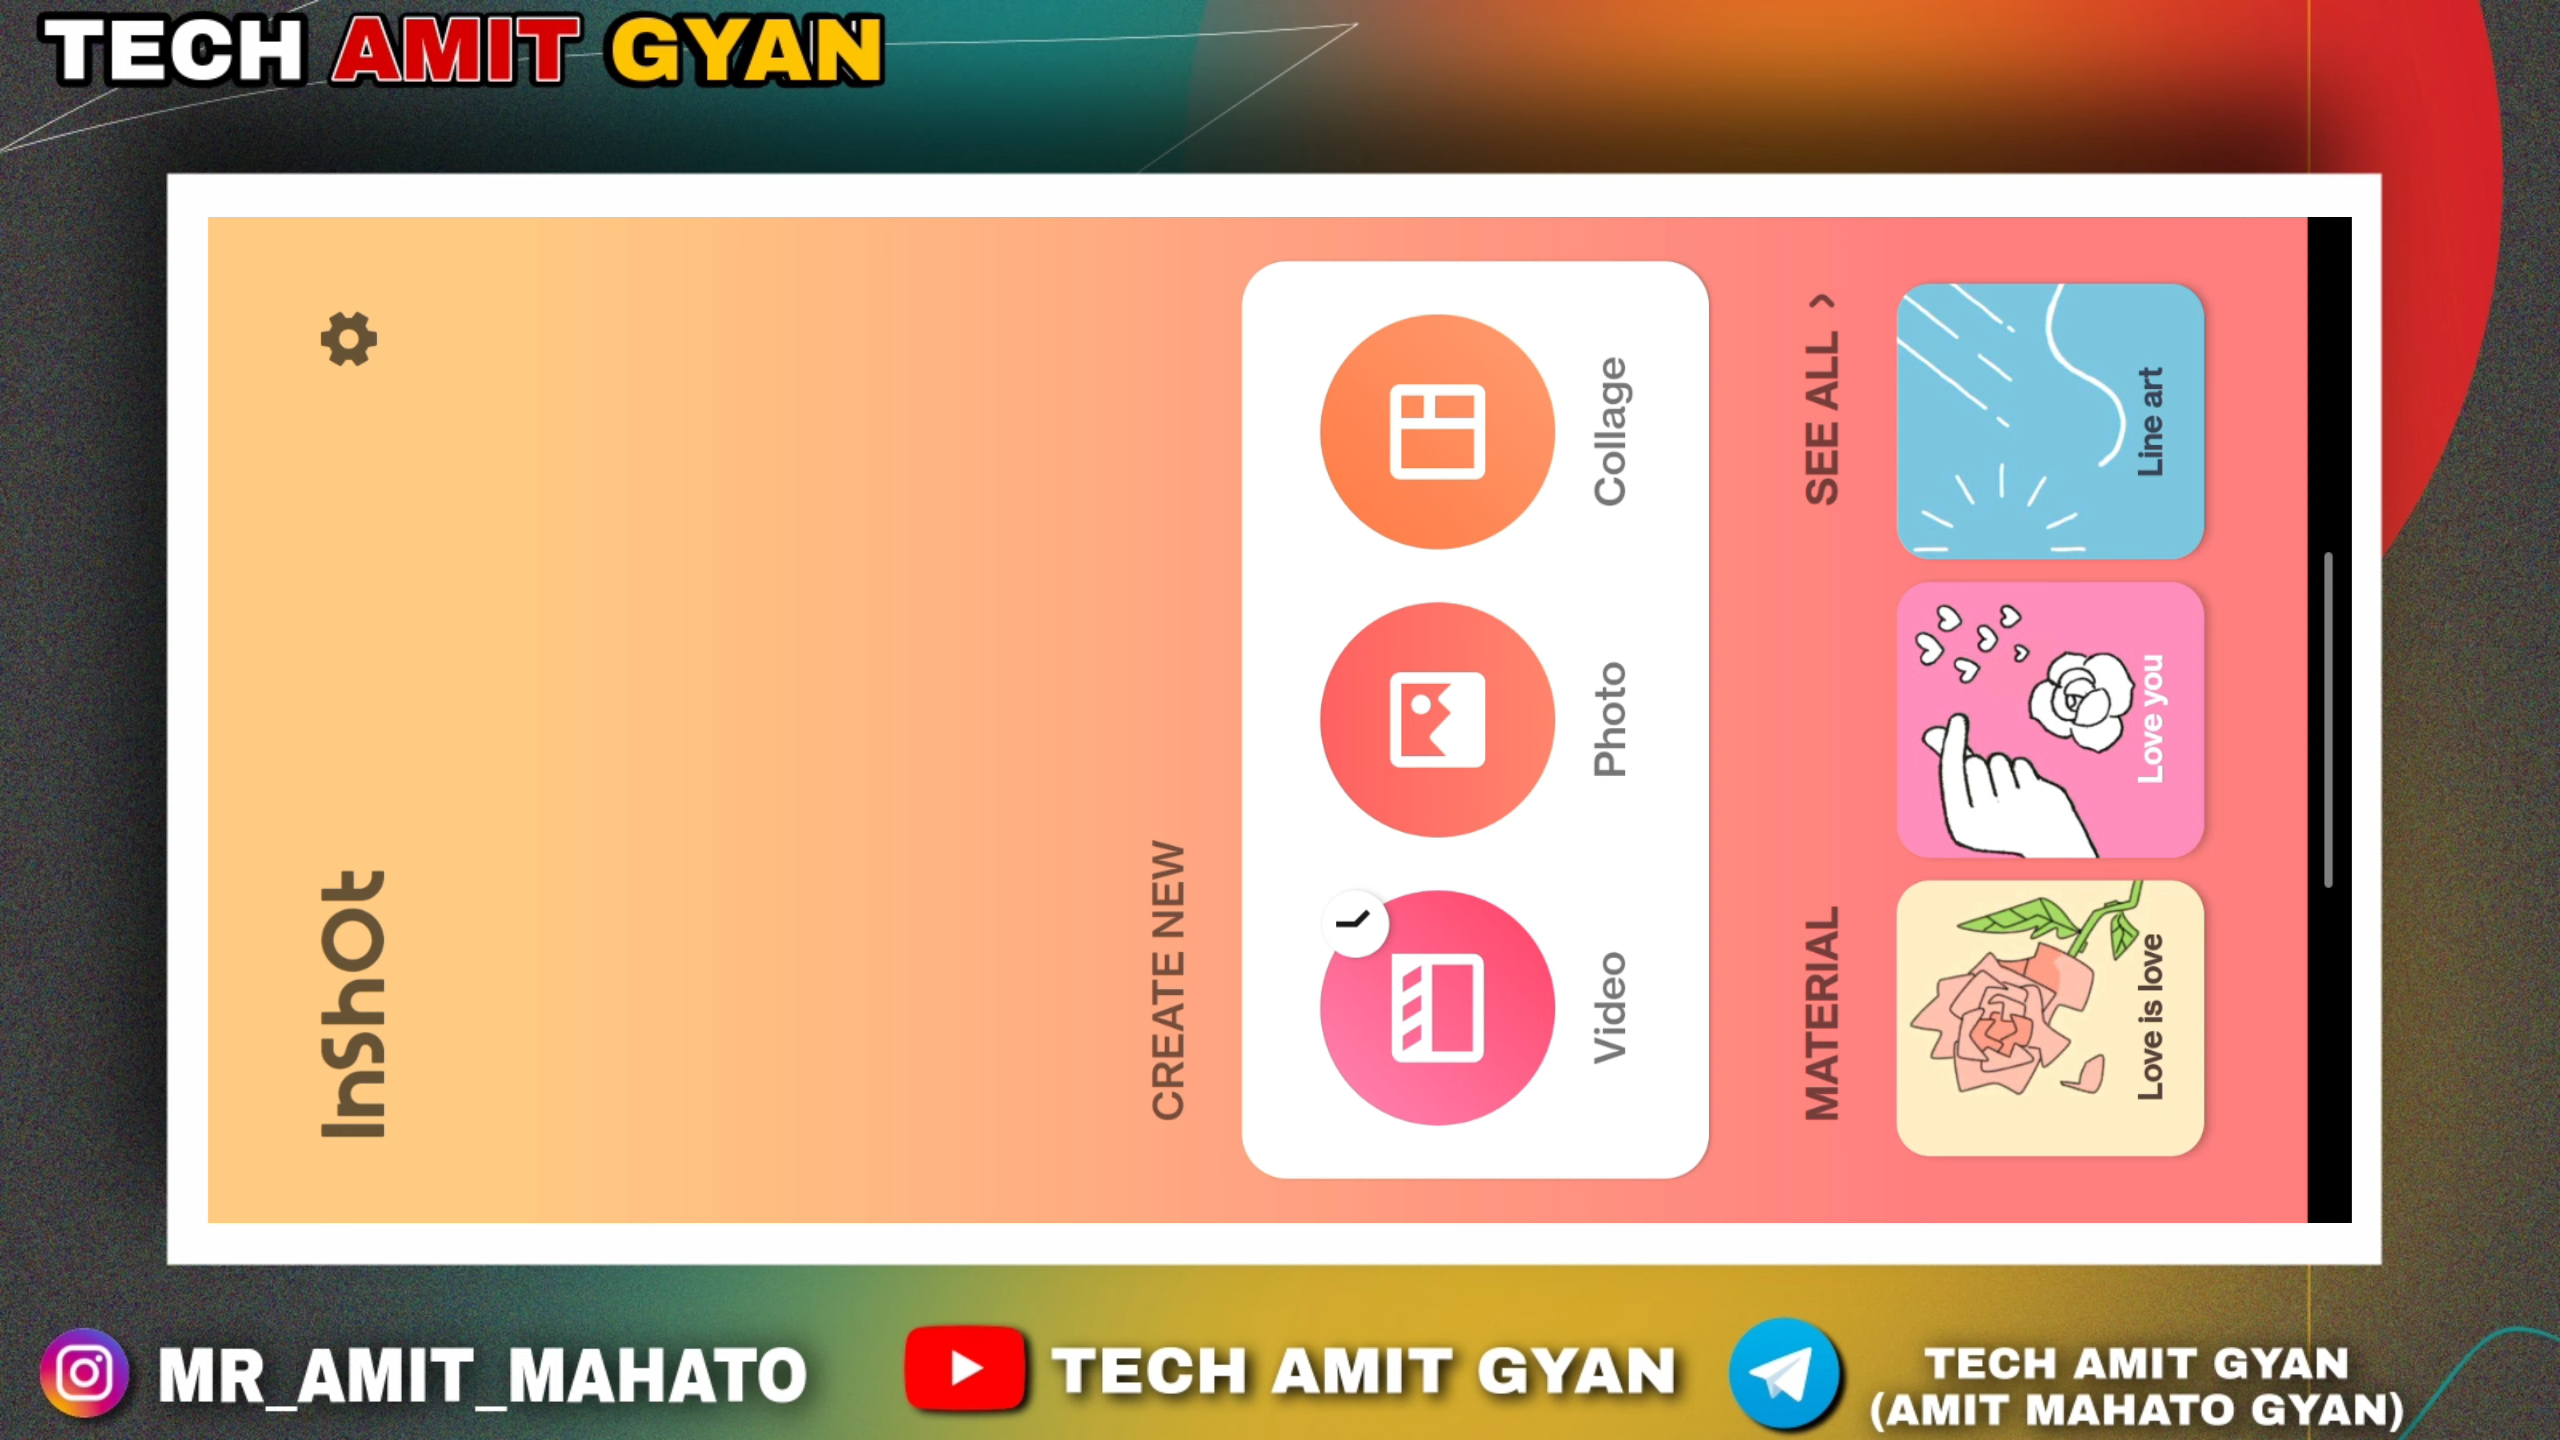 TECH AMIT GYAN
InShOt
CREATE NEW
Video
Photo
Collage
MATERIAL
SEE ALL >
Love is love
Love you
Line art
MR_AMIT_MAHATO
TECH AMIT GYAN
TECH AMIT GYAN
(AMIT MAHATO GYAN)